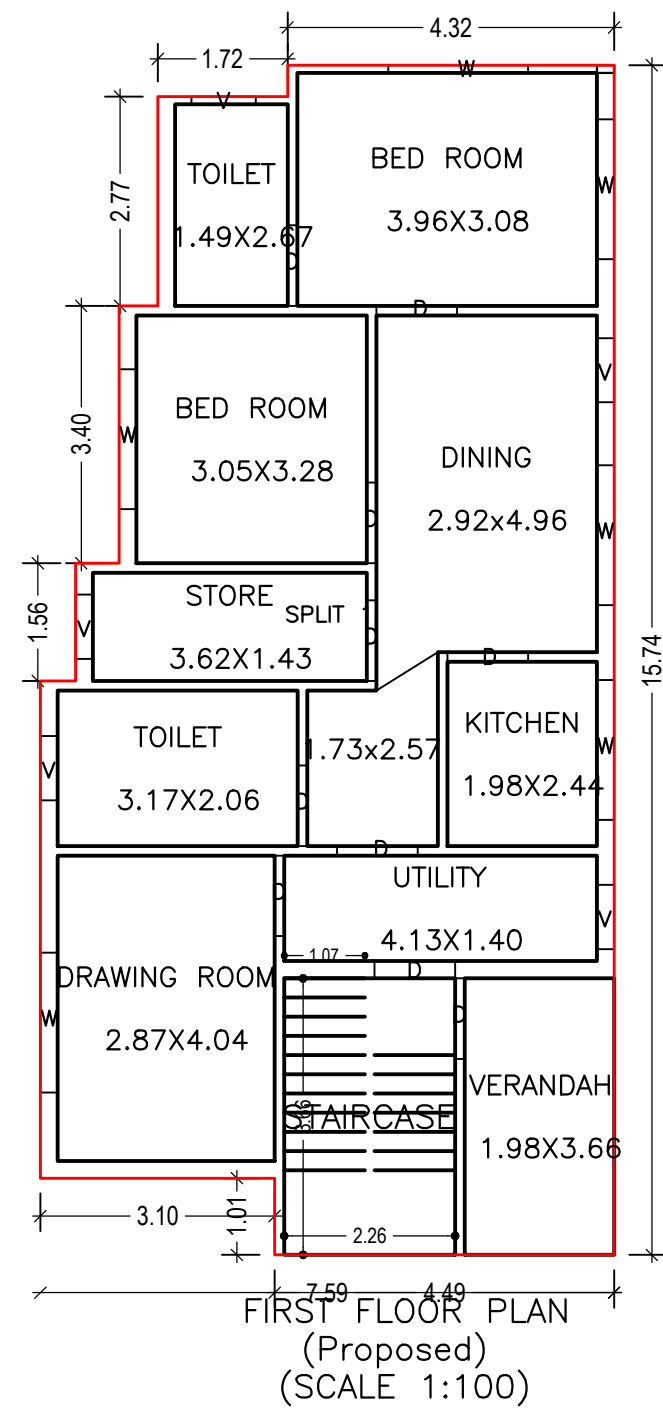 4.32
1.72
W
V
BED ROOM
TOILET
2.77
W
3.96X3.08
1.49X2.67
D
D
V
BED ROOM
3.40
W
DINING
3.05X3.28
D
2.92x4.96
W
STORE
SPLIT
1.56
V
D
3.62X1.43
15.74
D
KITCHEN
TOILET
1.73x2.57
W
V
1.98X2.44
3.17X2.06
D
D
UTILITY
D
V
4.13X1.40
1.07
D
DRAWING ROOM
W
D
2.87X4.04
VERANDAH
3.66
STAIRCASE
1.98X3.66
3.10
1.01
2.26
7.59
4.49
FIRST FLOOR PLAN
(Proposed)
(SCALE 1:100)